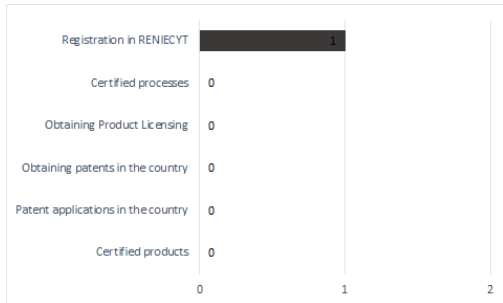 Registration in RENIECYT 1
Certified processes 0
Obtaining Product Licensing 0
Obtaining patents in the country 0
Patent applications in the country 0
Certified products 0
0 1 2